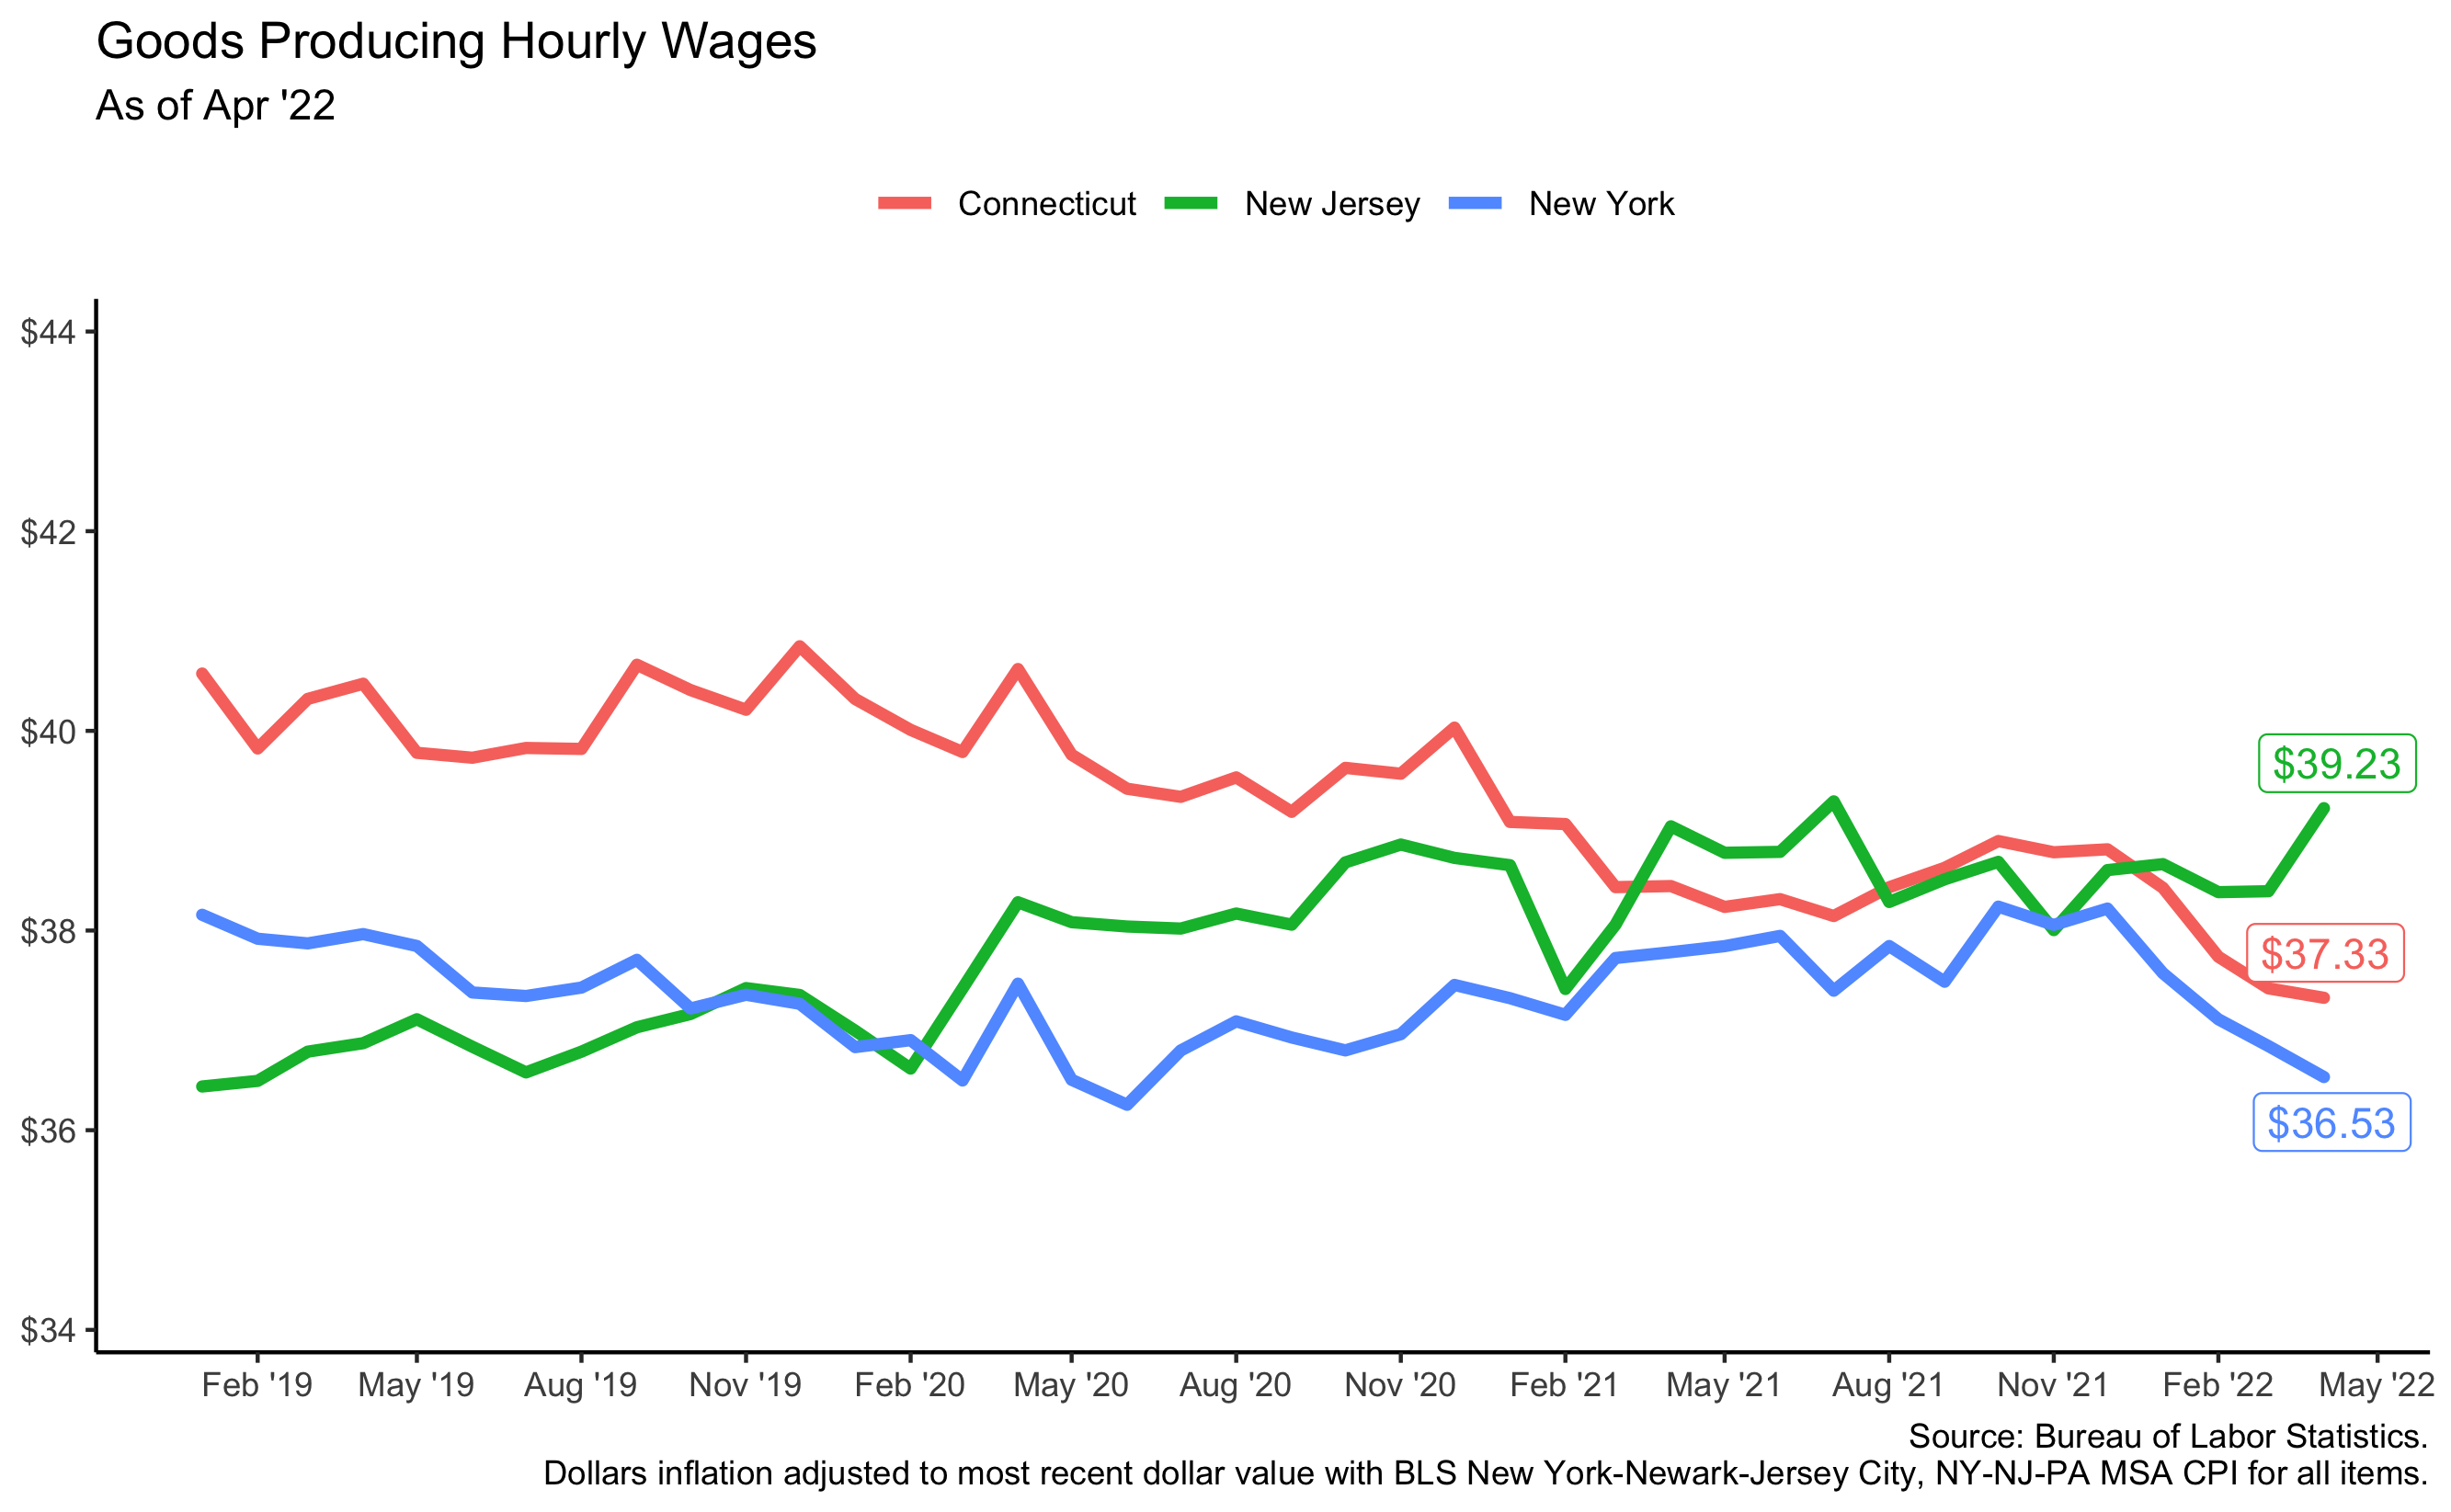 Goods Producing Hourly Wages
As of Apr '22
Connecticut New Jersey New York
$44
$42
$40
$38
$36
$34
$39.23
$37.33
$36.53
Feb '19 May '19 Aug '19 Nov '19 Feb '20 May '20 Aug '20 Nov '20 Feb '21 May '21 Aug '21 Nov '21 Feb '22 May '22
Source: Bureau of Labor Statistics.
Dollars inflation adjusted to most recent dollar value with BLS New York-Newark-Jersey City, NY-NJ-PA MSA CPI for all items.